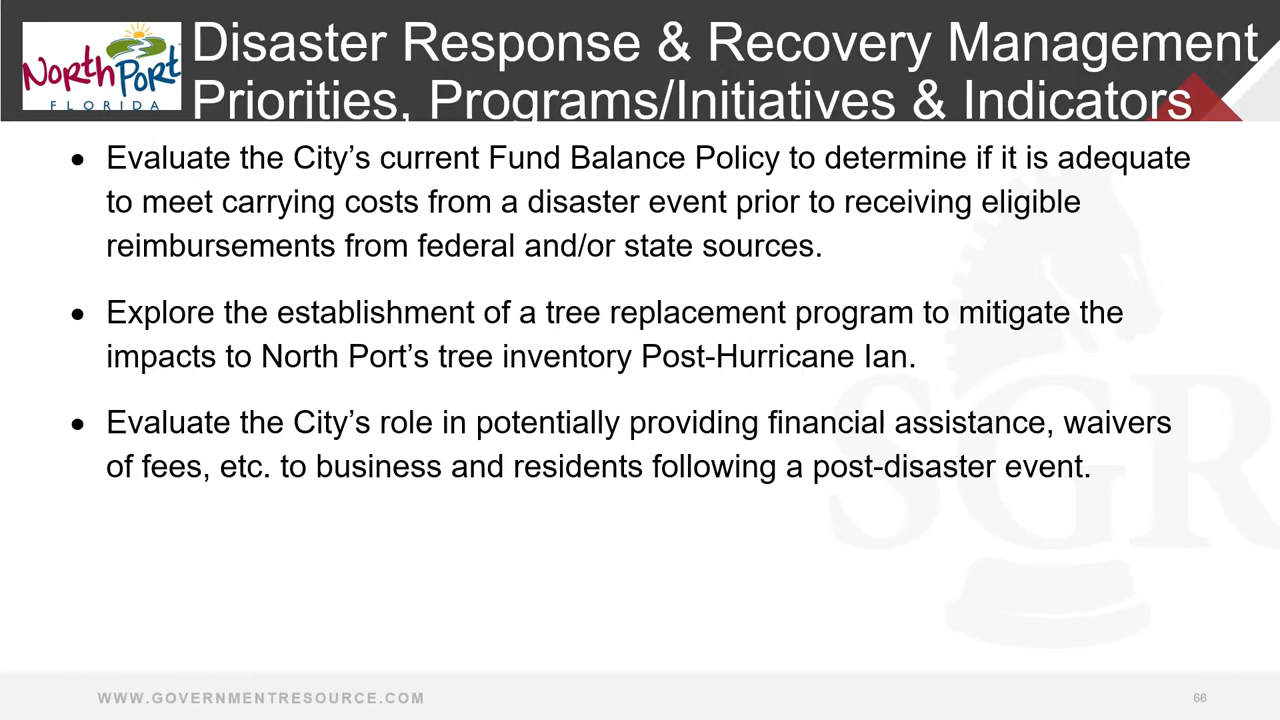 North Port
FLORIDA
Disaster Response & Recovery Management
Priorities, Programs/Initiatives & Indicators
● Evaluate the City’s current Fund Balance Policy to determine if it is adequate
to meet carrying costs from a disaster event prior to receiving eligible
reimbursements from federal and/or state sources.
● Explore the establishment of a tree replacement program to mitigate the
impacts to North Port’s tree inventory Post-Hurricane Ian.
● Evaluate the City’s role in potentially providing financial assistance, waivers
of fees, etc. to business and residents following a post-disaster event.
SGR
WWW.GOVERNMENTRESOURCE.COM
66